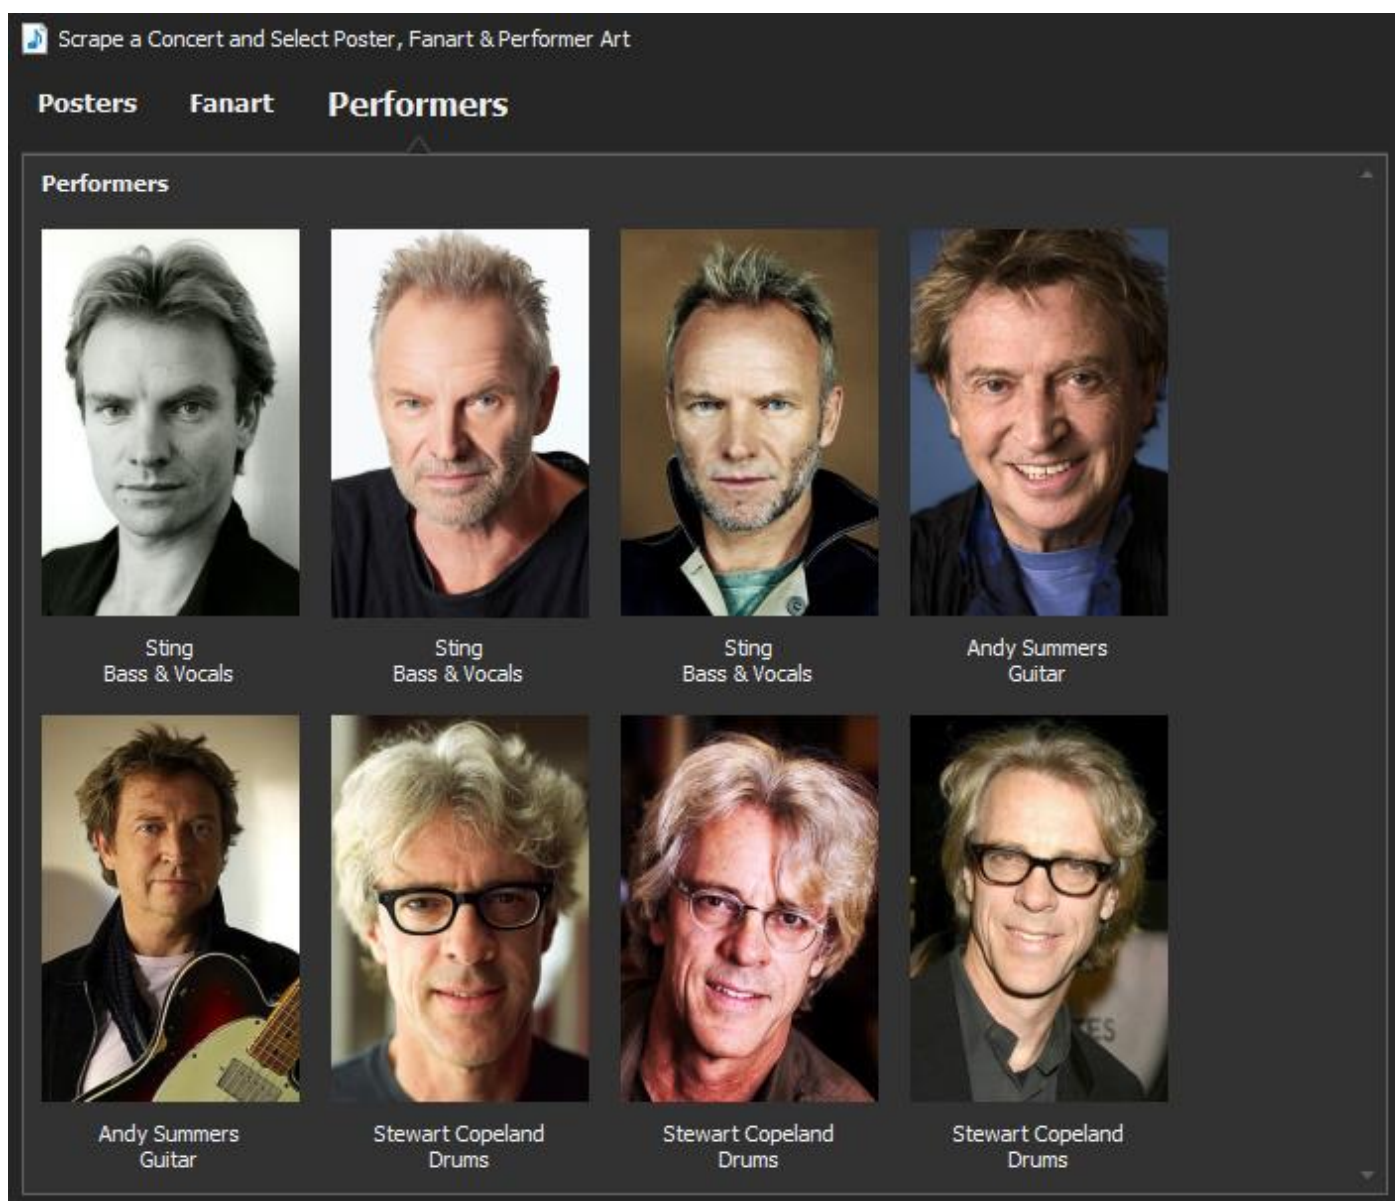 Scrape a Concert and Select Poster, Fanart & Performer Art
Posters Fanart Performers
Performers
Sting
Bass & Vocals
Sting
Bass & Vocals
Sting
Bass & Vocals
Andy Summers
Guitar
Andy Summers
Guitar
Stewart Copeland
Drums
Stewart Copeland
Drums
Stewart Copeland
Drums